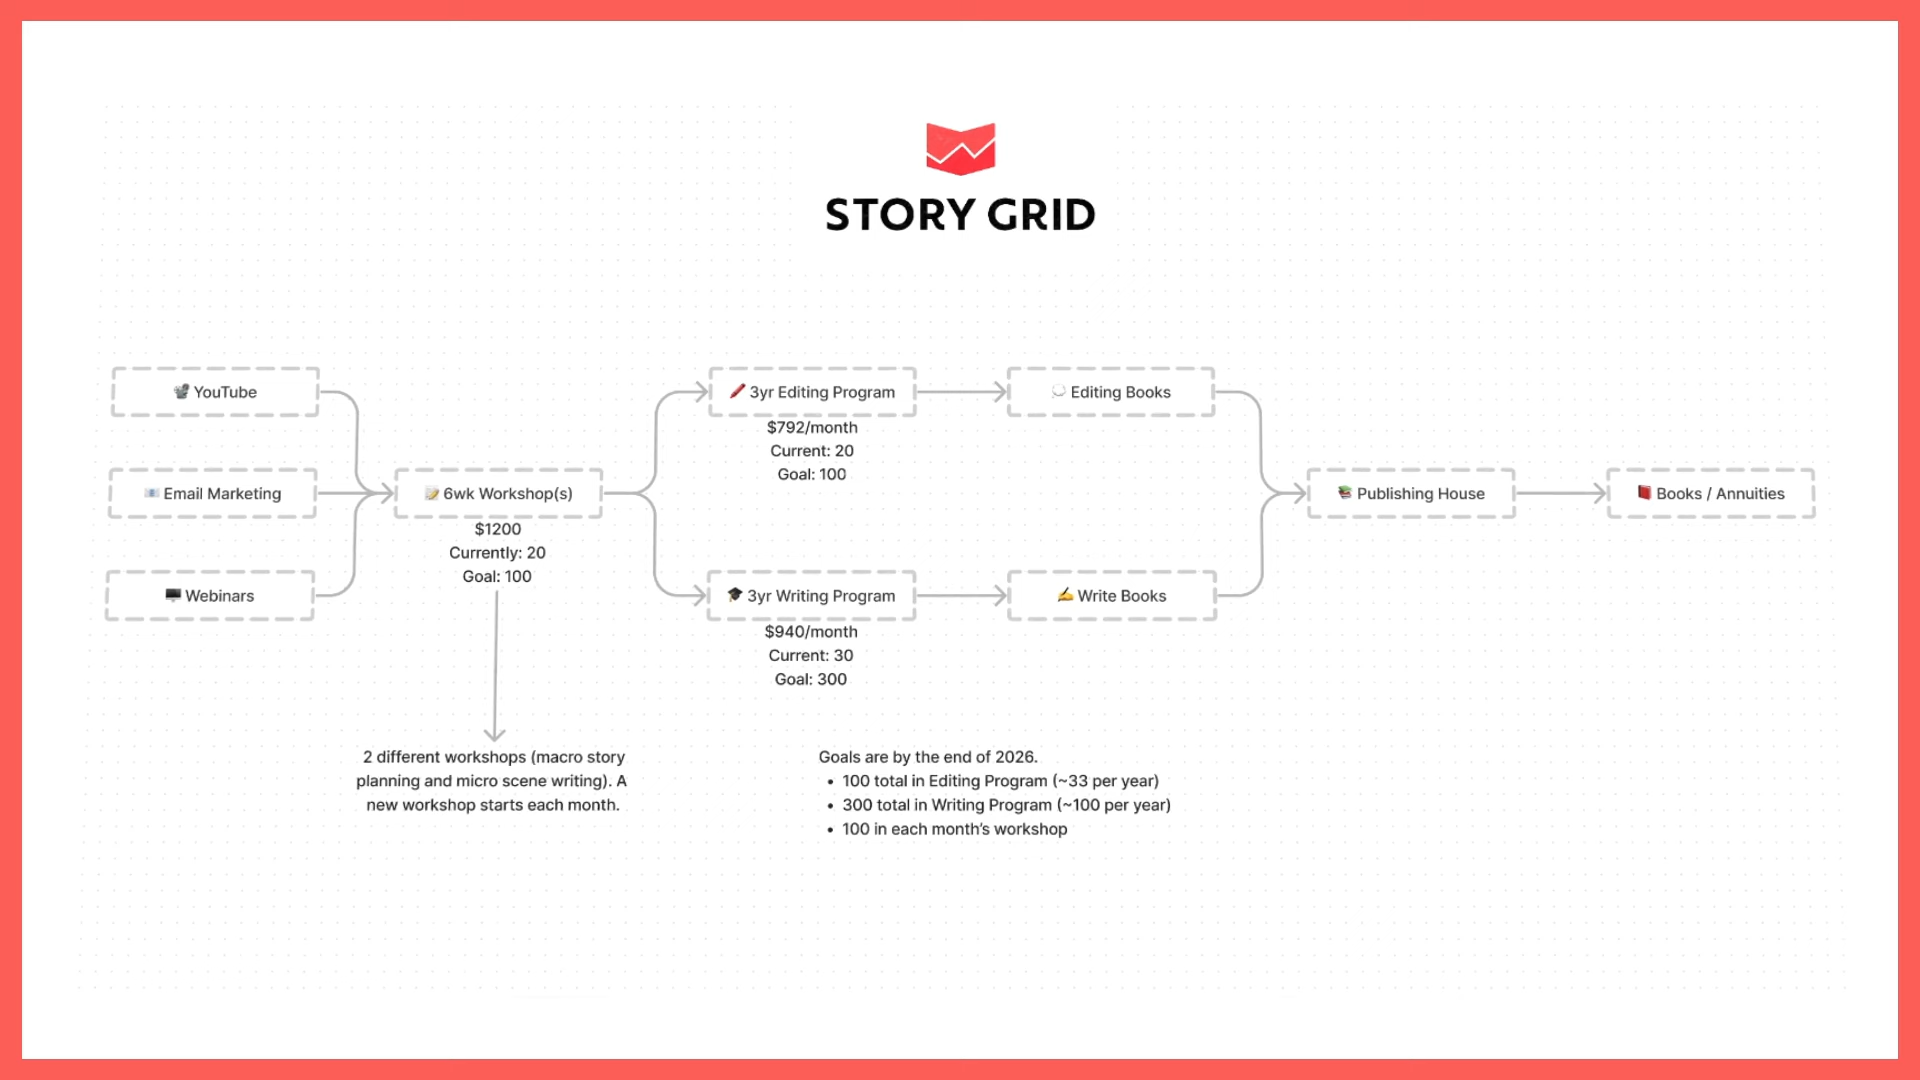 STORY GRID
YouTube
Email Marketing
Webinars
6wk Workshop(s)
$1200
Currently: 20
Goal: 100
2 different workshops (macro story
planning and micro scene writing). A
new workshop starts each month.
3yr Editing Program
$792/month
Current: 20
Goal: 100
3yr Writing Program
$940/month
Current: 30
Goal: 300
Editing Books
Write Books
Publishing House
Books / Annuities
Goals are by the end of 2026.
• 100 total in Editing Program (~33 per year)
• 300 total in Writing Program (~100 per year)
• 100 in each month's workshop